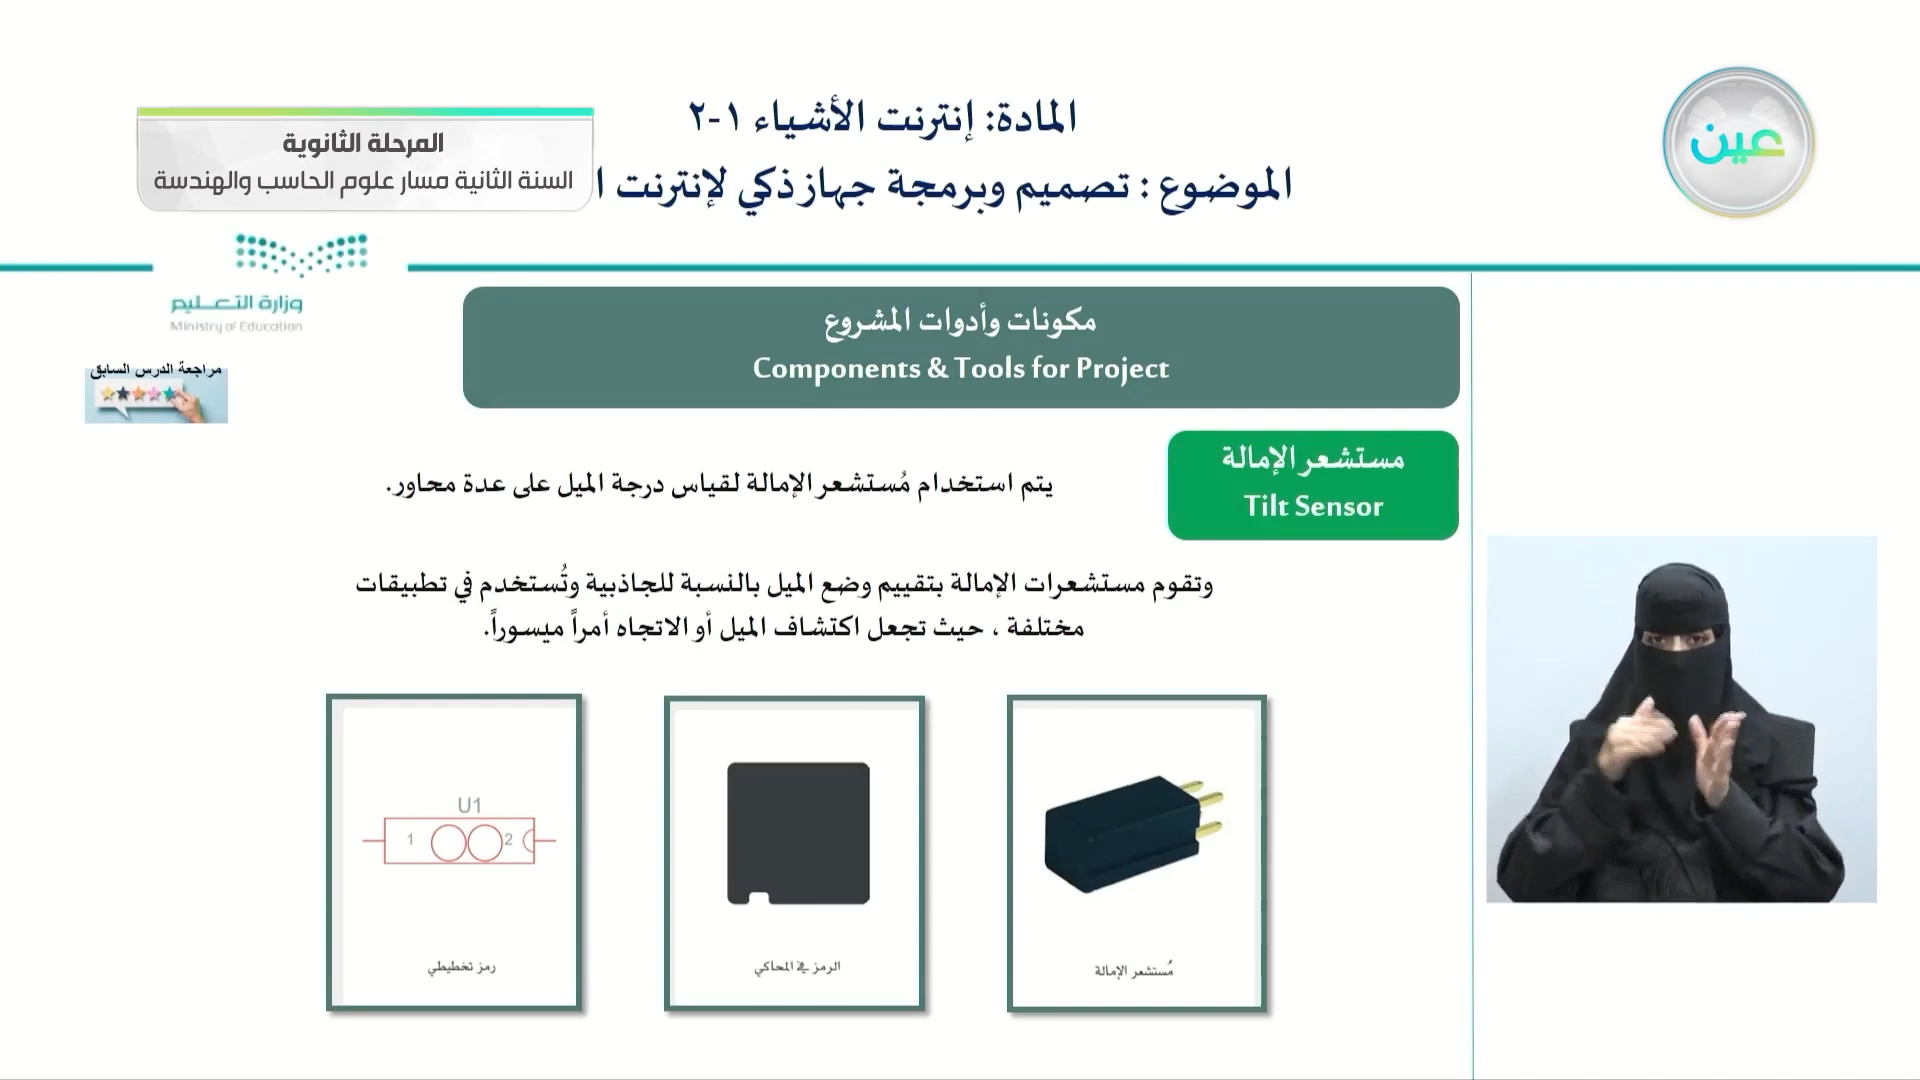 المادة: إنترنت الأشياء ١-٢
الموضوع : تصميم وبرمجة جهاز ذكي لإنترنت ا
عين
المرحلة الثانوية
السنة الثانية مسار علوم الحاسب والهندسة
وزارة التعليم
Ministry of Education
مراجعة الدرس السابق
مكونات وأدوات المشروع
Components & Tools for Project
مستشعر الإمالة
Tilt Sensor
يتم استخدام مُستشعر الإمالة لقياس درجة الميل على عدة محاور.
وتقوم مستشعرات الإمالة بتقييم وضع الميل بالنسبة للجاذبية وتُستخدم في تطبيقات
مختلفة ، حيث تجعل اكتشاف الميل أو الاتجاه أمراً ميسوراً.
مُستشعر الإمالة
الرمز في المحاكي
U1
1 2
رمز تخطيطي